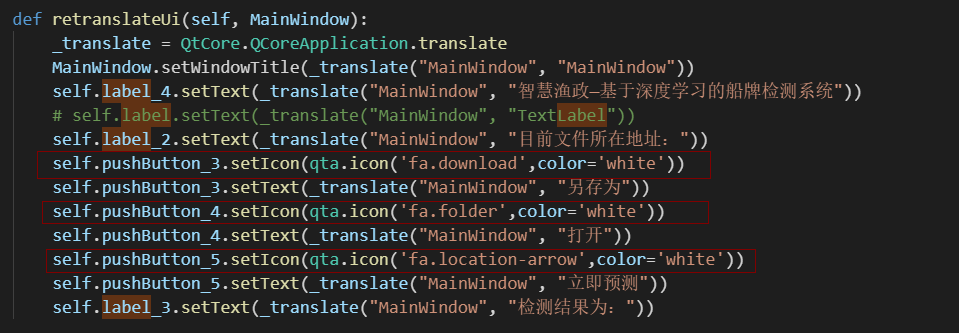 def retranslateUi(self, MainWindow):
_translate = QtCore.QCoreApplication.translate
MainWindow.setWindowTitle(_translate("MainWindow", "MainWindow"))
self.label_4.setText(_translate("MainWindow", "智慧渔政—基于深度学习的船牌检测系统"))
# self.label.setText(_translate("MainWindow", "TextLabel"))
self.label_2.setText(_translate("MainWindow", "目前文件所在地址："))
self.pushButton_3.setIcon(qta.icon('fa.download',color='white'))
self.pushButton_3.setText(_translate("MainWindow", "另存为"))
self.pushButton_4.setIcon(qta.icon('fa.folder',color='white'))
self.pushButton_4.setText(_translate("MainWindow", "打开"))
self.pushButton_5.setIcon(qta.icon('fa.location-arrow',color='white'))
self.pushButton_5.setText(_translate("MainWindow", "立即预测"))
self.label_3.setText(_translate("MainWindow", "检测结果为："))